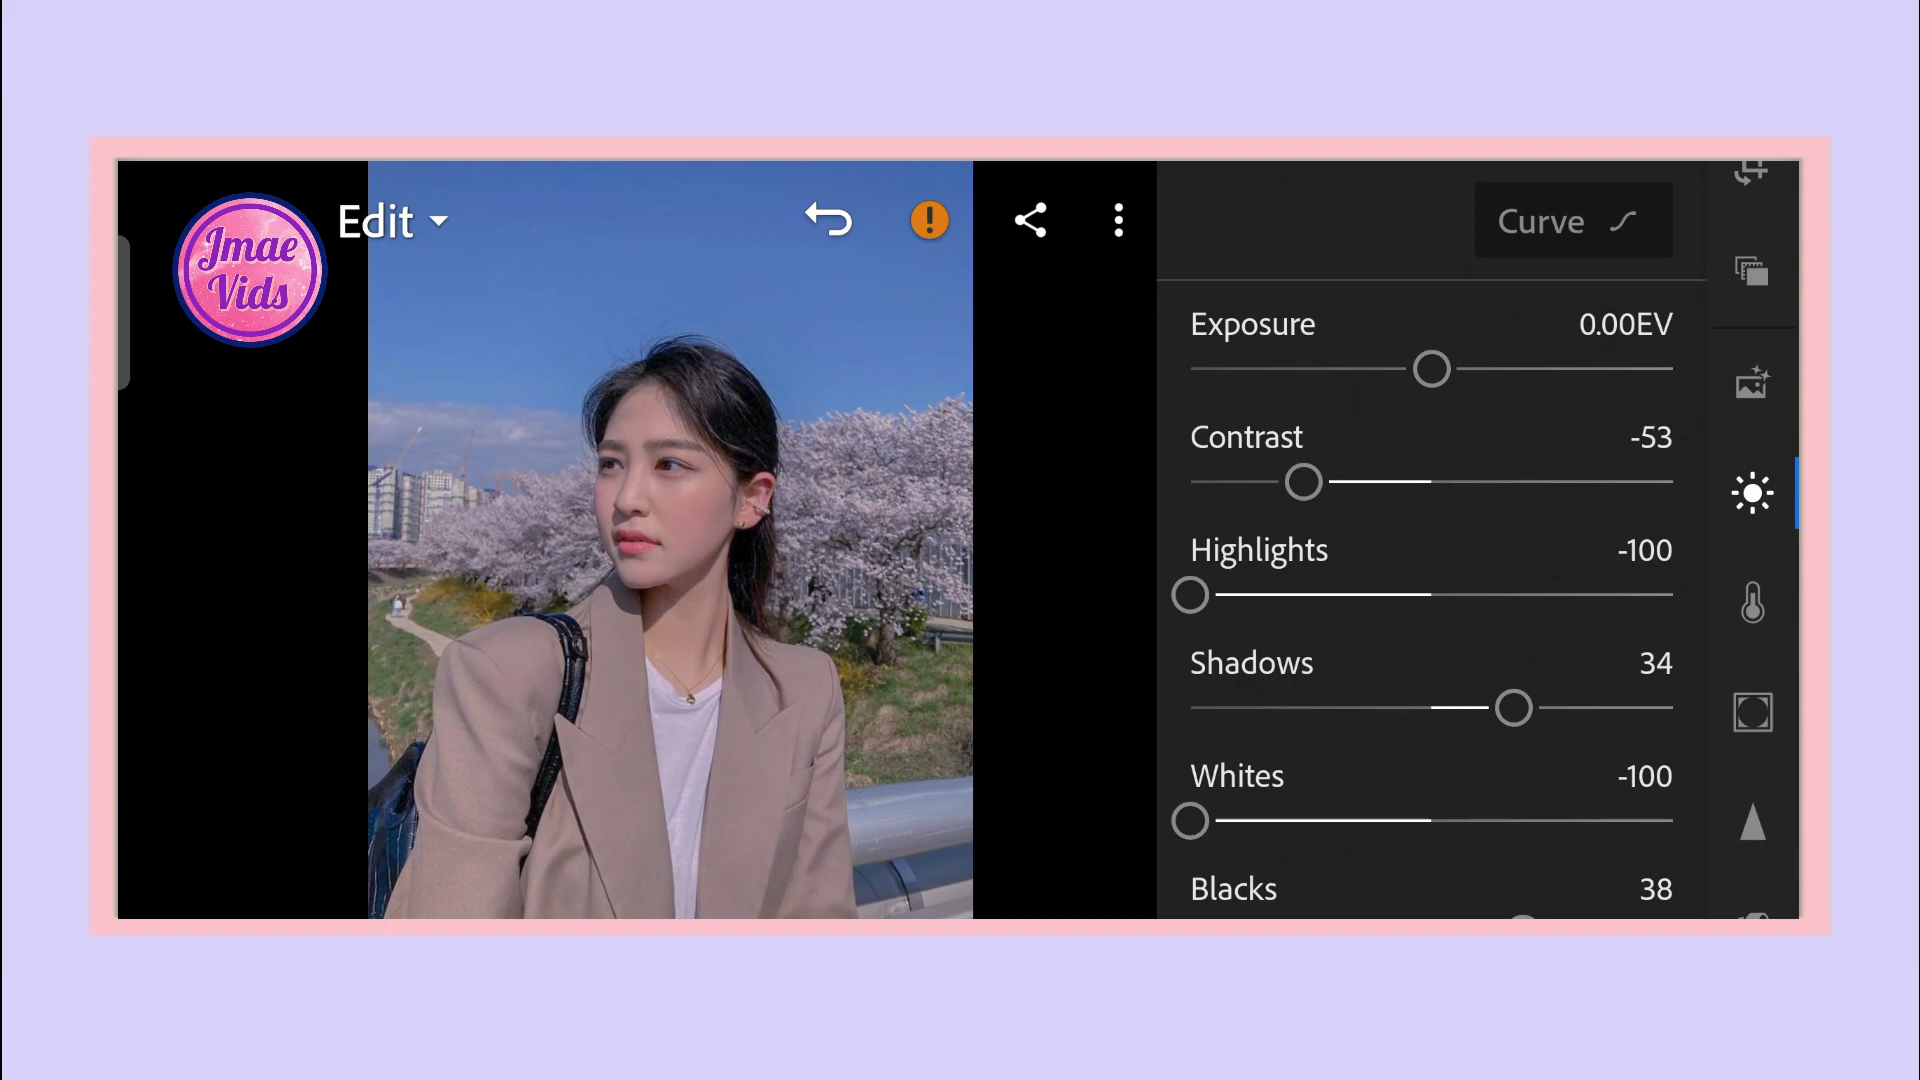 Jmae
Vids
Edit
Curve
Exposure 0.00EV
Contrast -53
Highlights -100
Shadows 34
Whites -100
Blacks 38